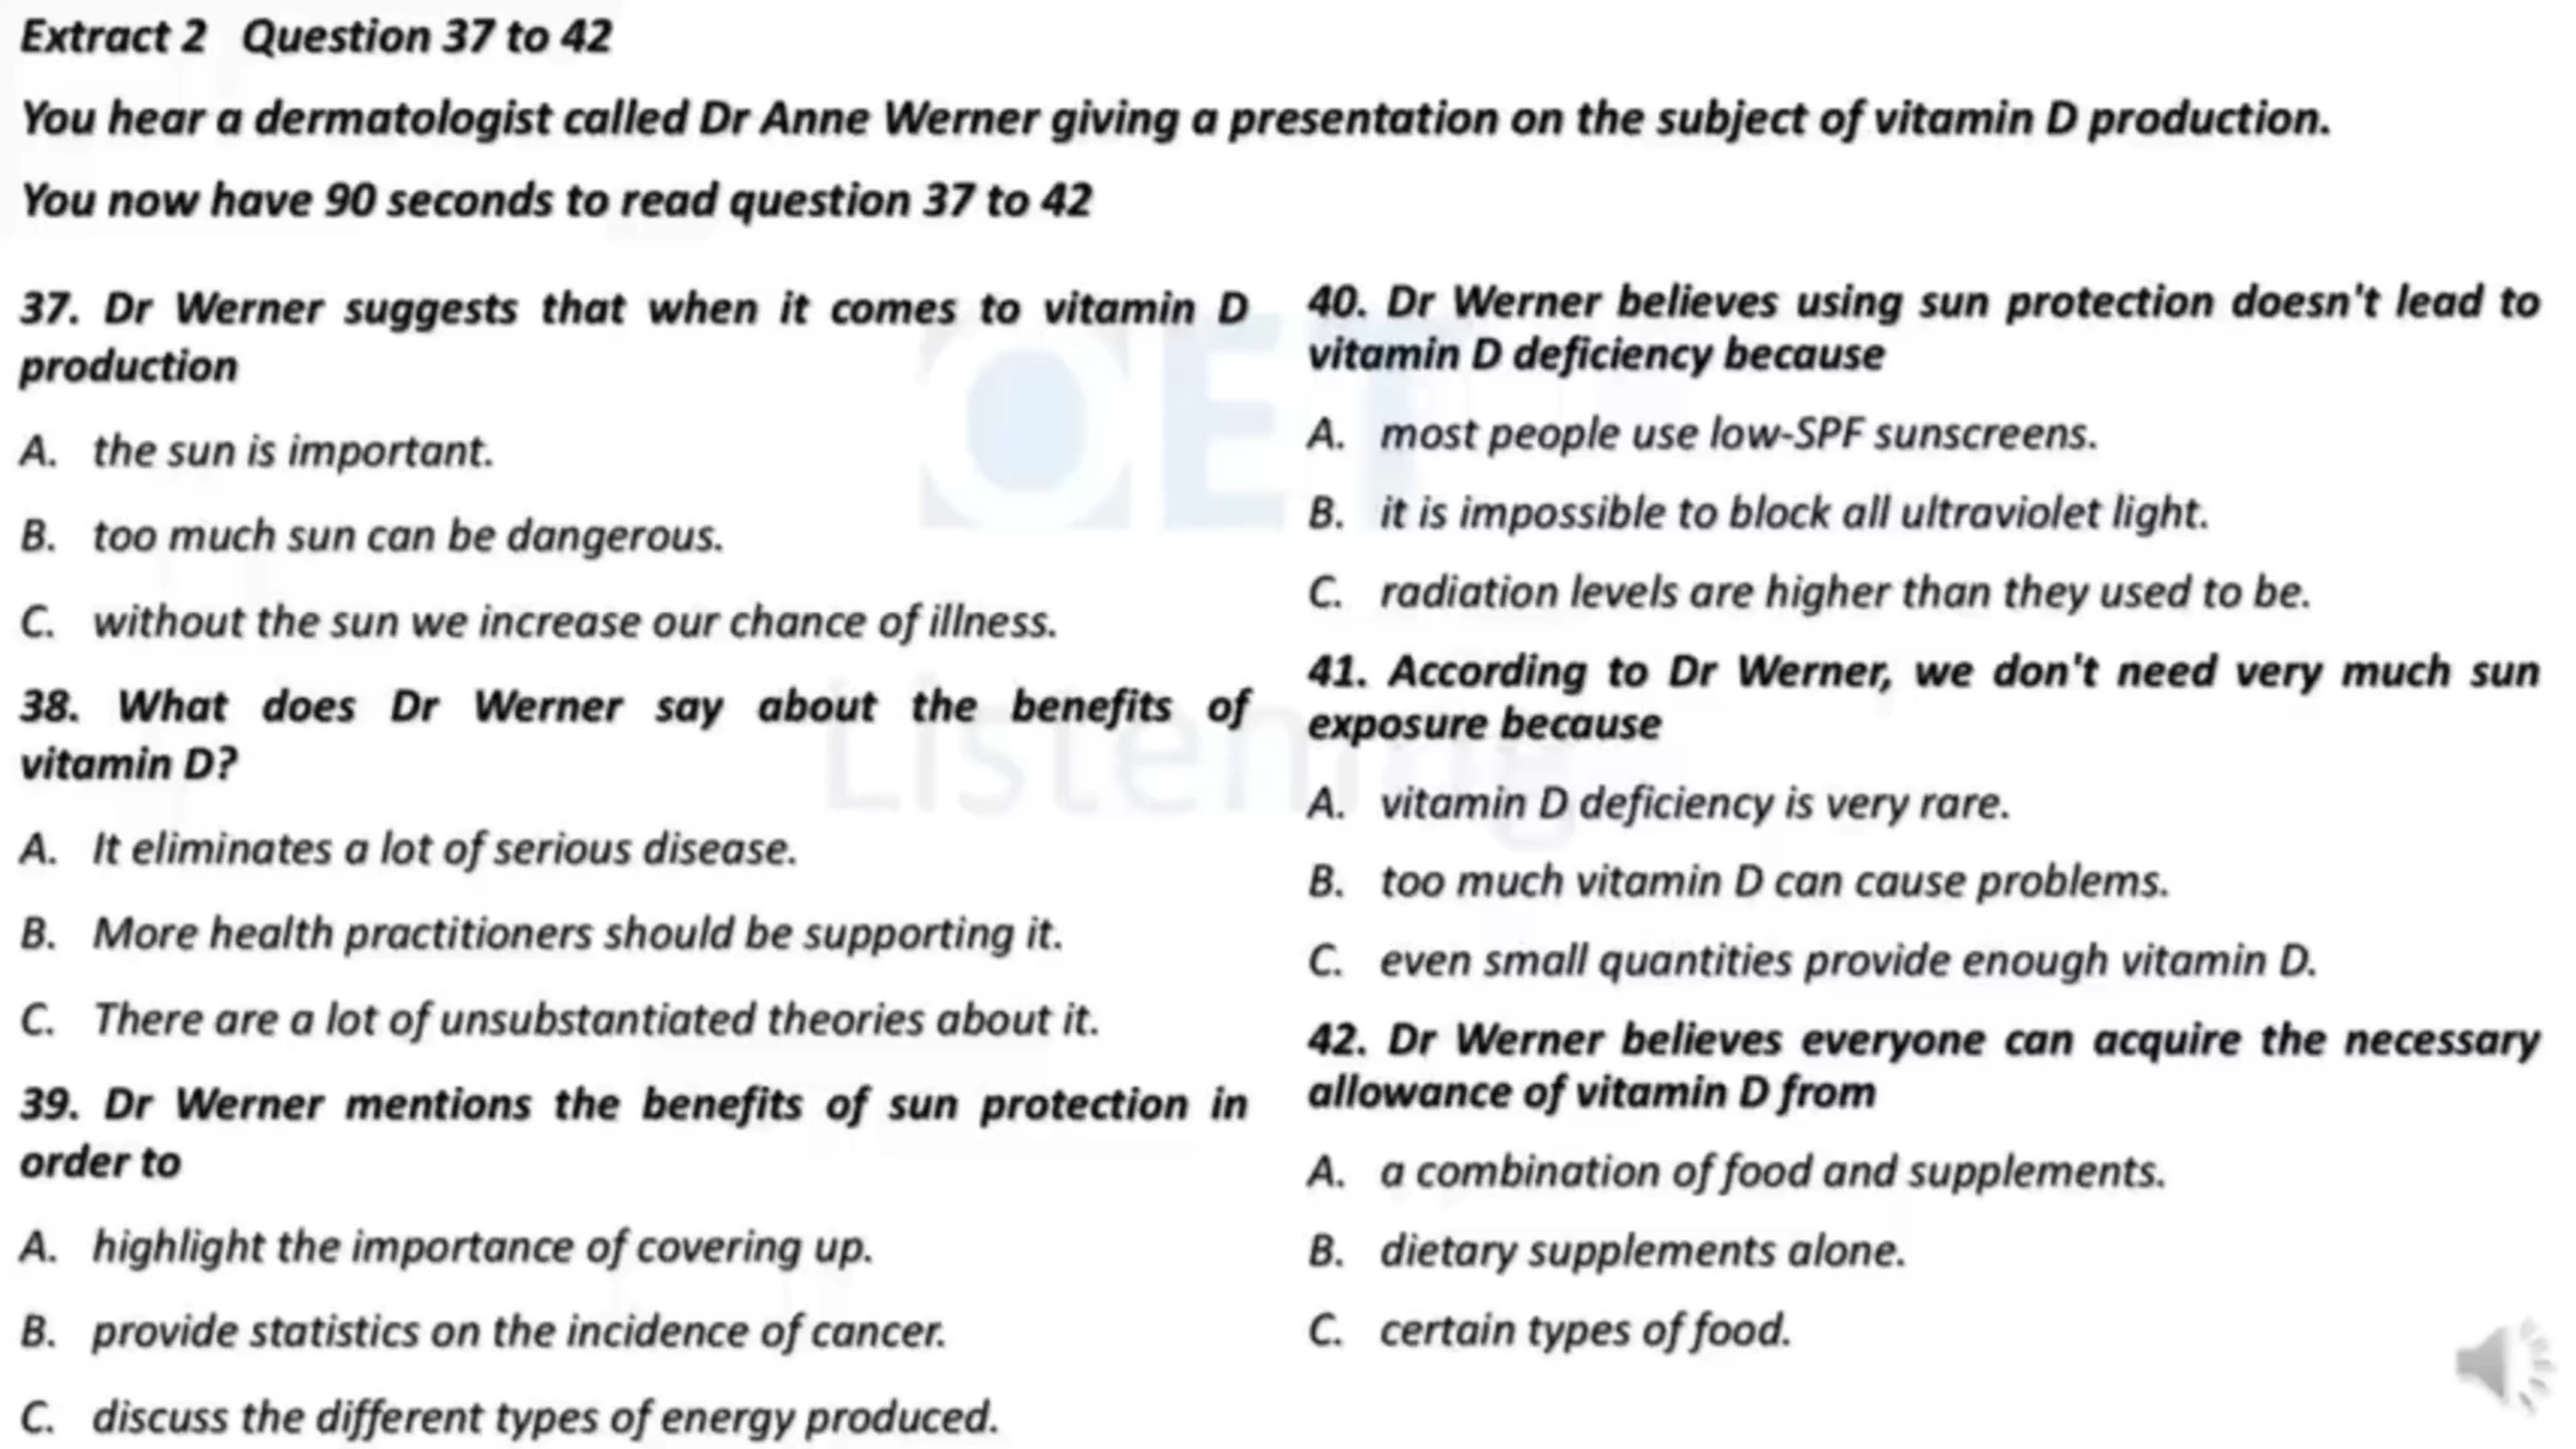 Extract 2 Question 37 to 42
You hear a dermatologist called Dr Anne Werner giving a presentation on the subject of vitamin D production.
You now have 90 seconds to read question 37 to 42
37. Dr Werner suggests that when it comes to vitamin D
production
A. the sun is important.
B. too much sun can be dangerous.
C. without the sun we increase our chance of illness.
38. What does Dr Werner say about the benefits of
vitamin D?
A. It eliminates a lot of serious disease.
B. More health practitioners should be supporting it.
C. There are a lot of unsubstantiated theories about it.
39. Dr Werner mentions the benefits of sun protection in
order to
A. highlight the importance of covering up.
B. provide statistics on the incidence of cancer.
C. discuss the different types of energy produced.
40. Dr Werner believes using sun protection doesn't lead to
vitamin D deficiency because
A. most people use low-SPF sunscreens.
B. it is impossible to block all ultraviolet light.
C. radiation levels are higher than they used to be.
41. According to Dr Werner, we don't need very much sun
exposure because
A. vitamin D deficiency is very rare.
B. too much vitamin D can cause problems.
C. even small quantities provide enough vitamin D.
42. Dr Werner believes everyone can acquire the necessary
allowance of vitamin D from
A. a combination of food and supplements.
B. dietary supplements alone.
C. certain types of food.
OET
Listening